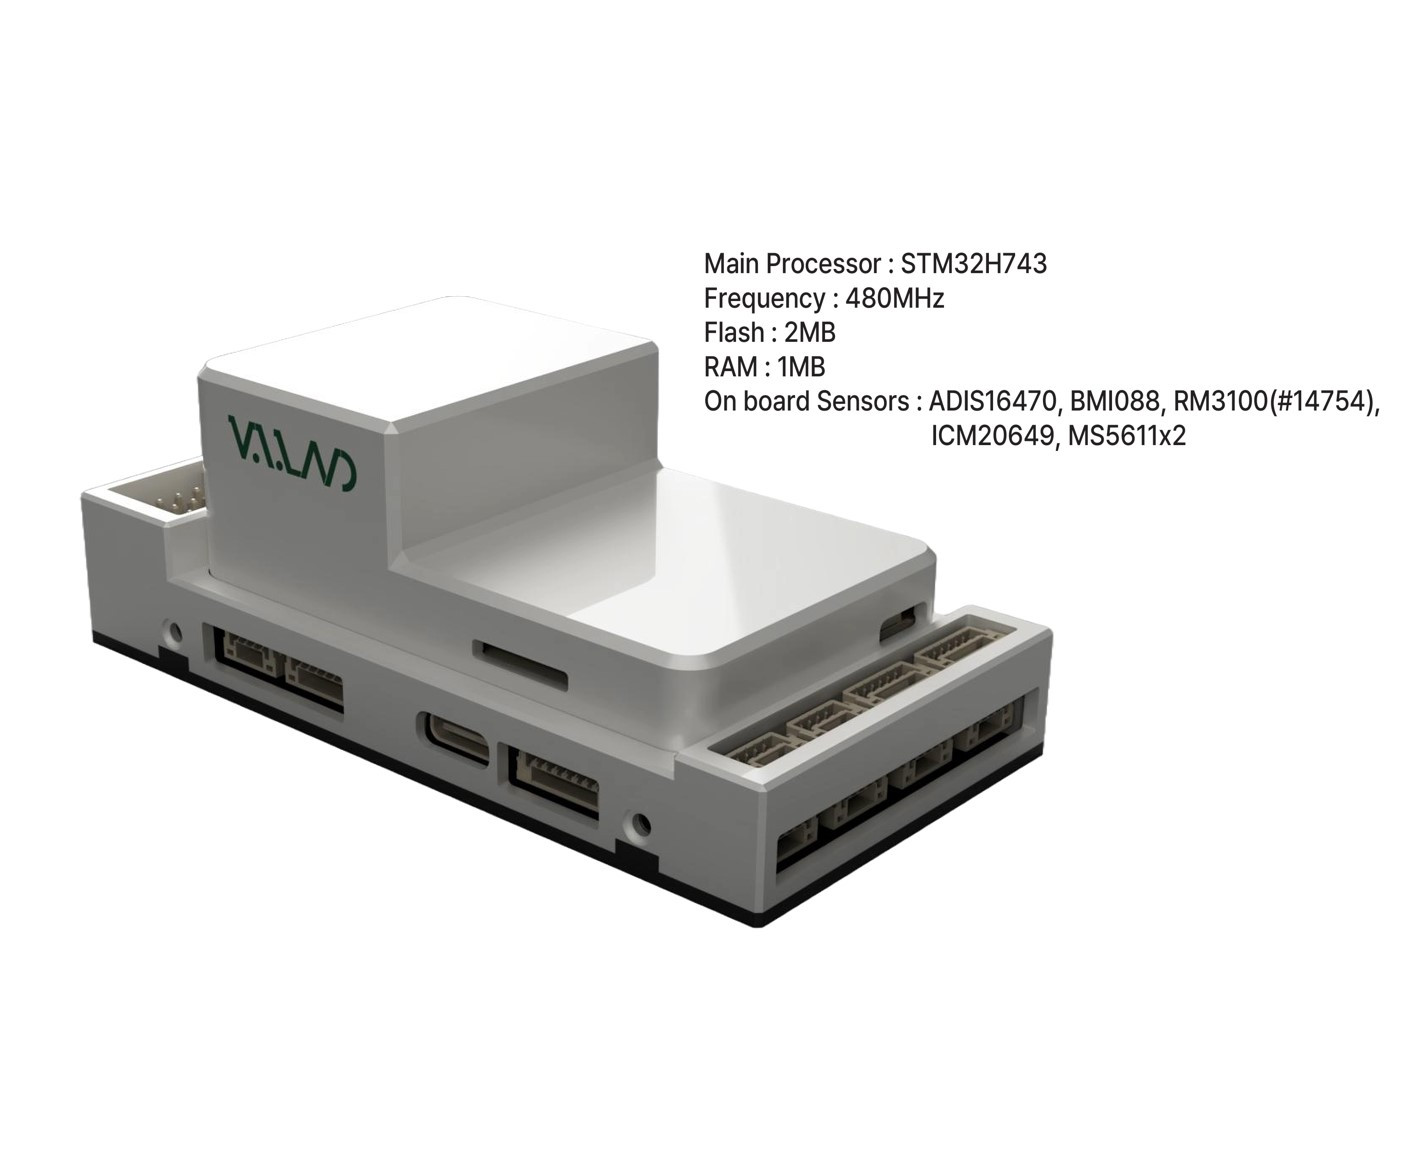 Main Processor : STM32H743
Frequency : 480MHz
Flash : 2MB
RAM : 1MB
On board Sensors : ADIS16470, BMI088, RM3100(#14754),
ICM20649, MS5611x2